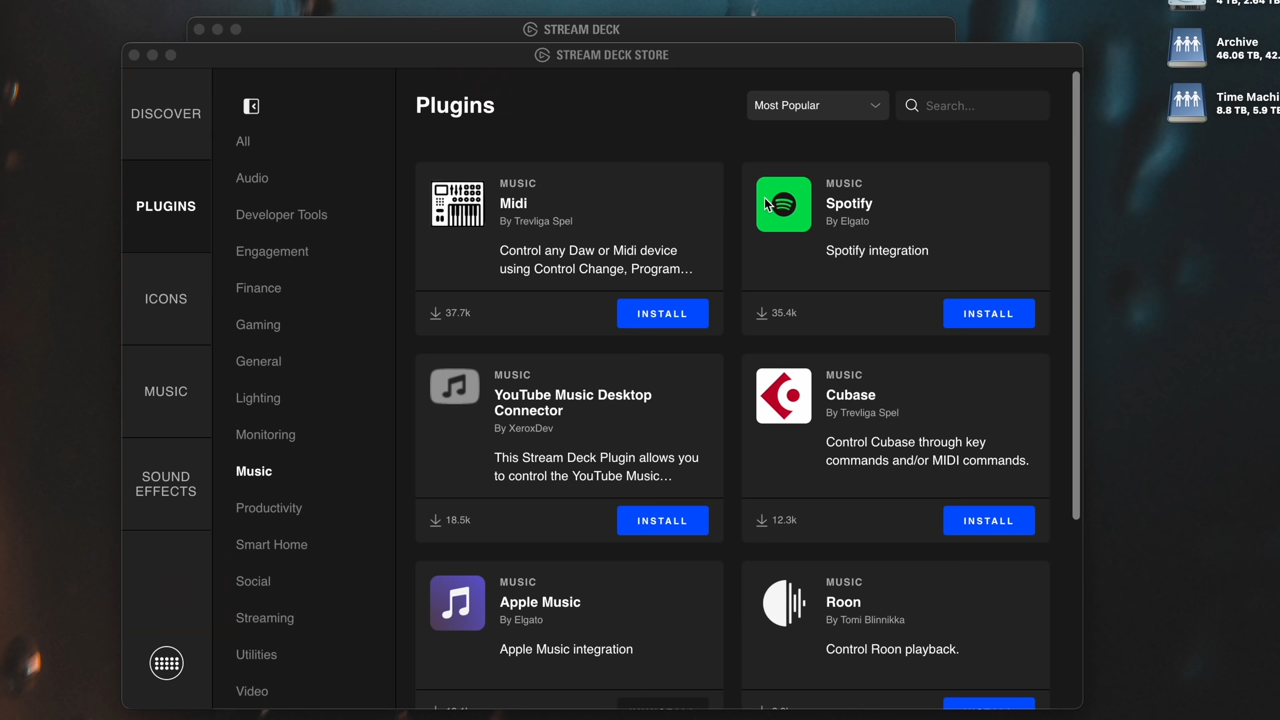 4 TB, 2.64 TB
Archive
46.06 TB, 42.
Time Machi
8.8 TB, 5.9 T
STREAM DECK
STREAM DECK STORE
DISCOVER
PLUGINS
ICONS
MUSIC
SOUND
EFFECTS
All
Audio
Developer Tools
Engagement
Finance
Gaming
General
Lighting
Monitoring
Music
Productivity
Smart Home
Social
Streaming
Utilities
Video
Plugins
Most Popular
Search...
MUSIC
Midi
By Trevliga Spel
Control any Daw or Midi device
using Control Change, Program...
37.7k
INSTALL
MUSIC
Spotify
By Elgato
Spotify integration
35.4k
INSTALL
MUSIC
YouTube Music Desktop
Connector
By XeroxDev
This Stream Deck Plugin allows you
to control the YouTube Music...
18.5k
INSTALL
MUSIC
Cubase
By Trevliga Spel
Control Cubase through key
commands and/or MIDI commands.
12.3k
INSTALL
MUSIC
Apple Music
By Elgato
Apple Music integration
MUSIC
Roon
By Tomi Blinnikka
Control Roon playback.